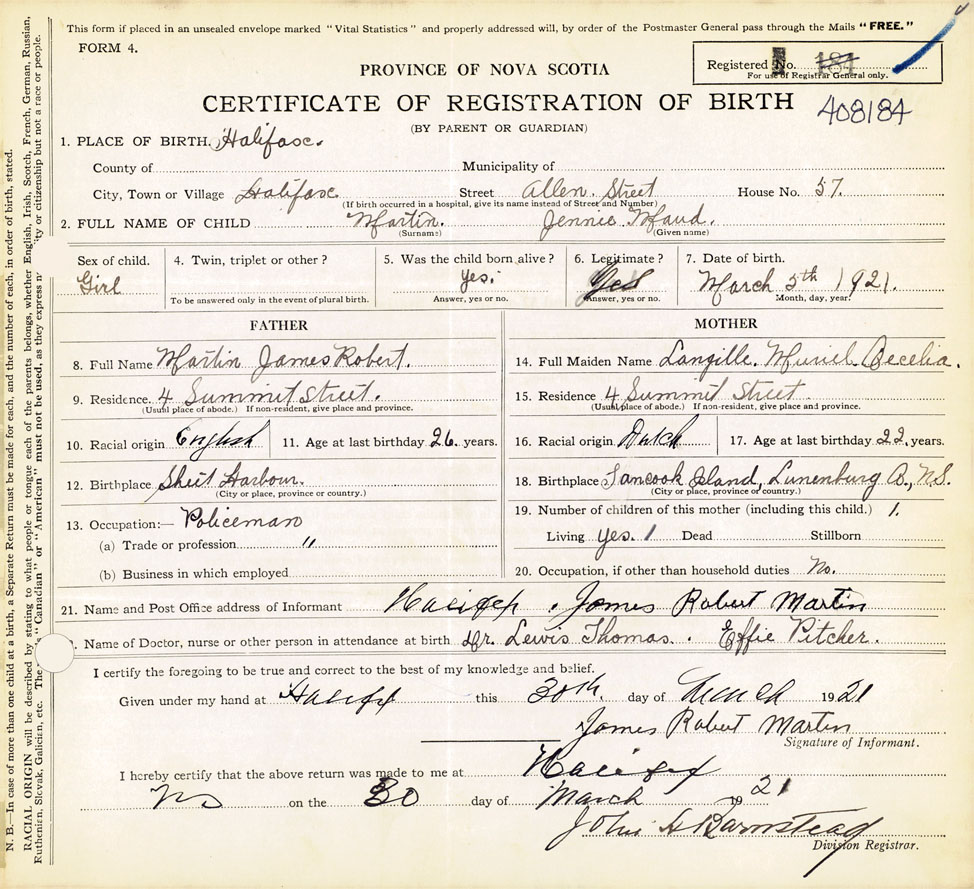 This form if placed in an unsealed envelope marked "Vital Statistics" and properly addressed will, by order of the Postmaster General pass through the Mails "FREE."
FORM 4.
Registered No. 184
For use of Registrar General only.
PROVINCE OF NOVA SCOTIA
CERTIFICATE OF REGISTRATION OF BIRTH
408184
(BY PARENT OR GUARDIAN)
1. PLACE OF BIRTH. Halifax.
County of Municipality of
City, Town or Village Halifax Street Allen Street House No. 57.
(If birth occurred in a hospital, give its name instead of Street and Number)
2. FULL NAME OF CHILD Martin. Jennie Maud.
(Surname) (Given name)
Sex of child. 4. Twin, triplet or other? 5. Was the child born alive? 6. Legitimate? 7. Date of birth.
Girl yes. Yes March 5th 1921.
To be answered only in the event of plural birth. Answer, yes or no. Answer, yes or no. Month, day, year.
FATHER
8. Full Name Martin James Robert.
9. Residence. 4 Summit Street.
(Usual place of abode.) If non-resident, give place and province.
10. Racial origin English 11. Age at last birthday 26. years.
12. Birthplace Sheit Harbour.
(City or place, province or country.)
13. Occupation:— Policeman
(a) Trade or profession "
(b) Business in which employed
MOTHER
14. Full Maiden Name Langille. Muriel Cecelia.
15. Residence 4 Summit Street
(Usual place of abode.) If non-resident, give place and province.
16. Racial origin Dutch 17. Age at last birthday 22, years.
18. Birthplace Tancook Island, Lunenburg Co., N.S.
(City or place, province or country.)
19. Number of children of this mother (including this child.) 1.
Living yes. 1 Dead Stillborn
20. Occupation, if other than household duties No.
21. Name and Post Office address of Informant Halifax. James Robert Martin
Name of Doctor, nurse or other person in attendance at birth Dr. Lewis Thomas. Effie Pitcher.
I certify the foregoing to be true and correct to the best of my knowledge and belief.
Given under my hand at Halifax this 30th. day of March 1921
James Robert Martin
Signature of Informant.
I hereby certify that the above return was made to me at Halifax
NS on the 30 day of March 1921
John H Barnstead
Division Registrar.
N. B.—In case of more than one child at a birth, a Separate Return must be made for each, and the number of each, in order of birth, stated.
RACIAL ORIGIN will be described by stating to what people or tongue each of the parents belongs, whether English, Irish, Scotch, French, German, Russian,
Ruthenien, Slovak, Galician, etc. The "Canadian" or "American" must not be used, as they express citizenship but not a race or people.